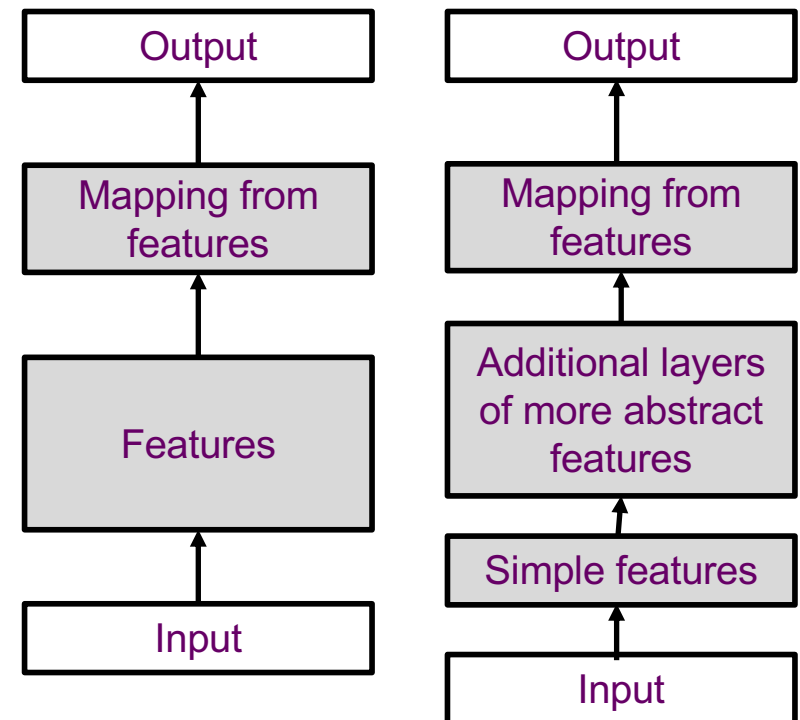 Output
Mapping from
features
Features
Input
Output
Mapping from
features
Additional layers
of more abstract
features
Simple features
Input